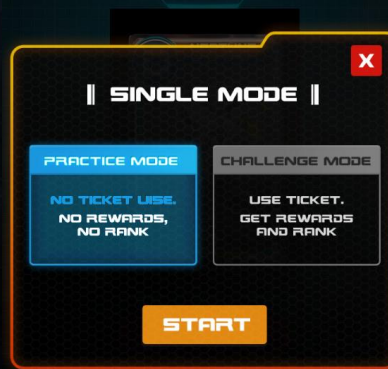 X
|| SINGLE MODE ||
PRACTICE MODE
NO TICKET UISE.
NO REWARDS,
NO RANK
CHALLENGE MODE
USE TICKET.
GET REWARDS
AND RANK
START